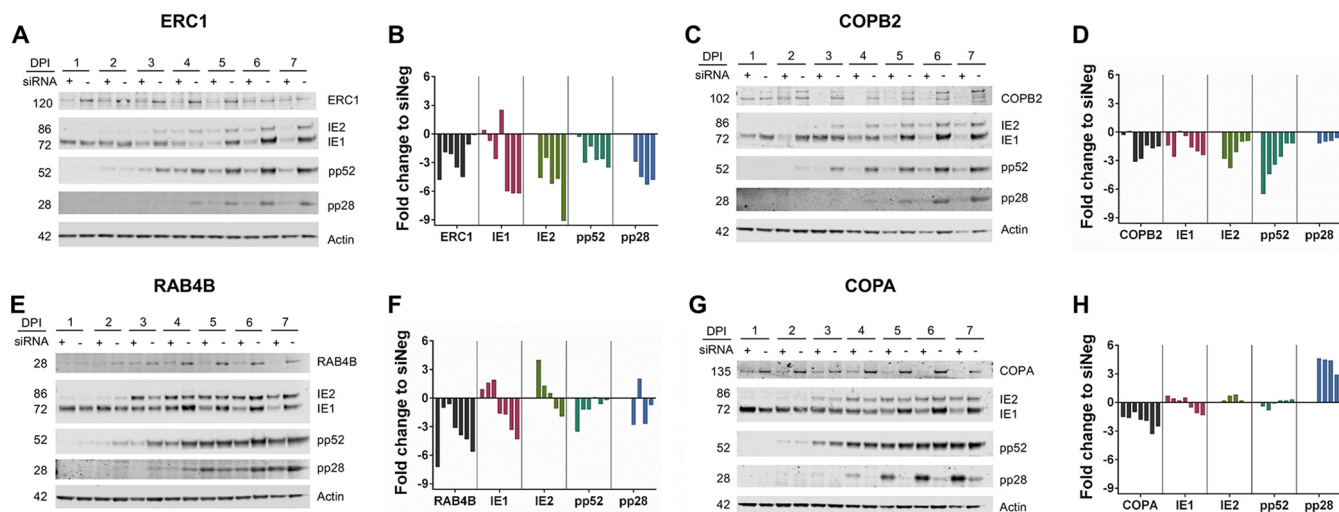 ERC1
COPB2
A
DPI 1 2 3 4 5 6 7
siRNA + - + - + - + - + - + - + -
120 ERC1
86 IE2
72 IE1
52 pp52
28 pp28
42 Actin
B
Fold change to siNeg
6
3
0
-3
-6
-9
ERC1 IE1 IE2 pp52 pp28
C
DPI 1 2 3 4 5 6 7
siRNA + - + - + - + - + - + - + -
102 COPB2
86 IE2
72 IE1
52 pp52
28 pp28
42 Actin
D
Fold change to siNeg
6
3
0
-3
-6
-9
COPB2 IE1 IE2 pp52 pp28
RAB4B
COPA
E
DPI 1 2 3 4 5 6 7
siRNA + - + - + - + - + - + - + -
28 RAB4B
86 IE2
72 IE1
52 pp52
28 pp28
42 Actin
F
Fold change to siNeg
6
3
0
-3
-6
-9
RAB4B IE1 IE2 pp52 pp28
G
DPI 1 2 3 4 5 6 7
siRNA + - + - + - + - + - + - + -
135 COPA
86 IE2
72 IE1
52 pp52
28 pp28
42 Actin
H
Fold change to siNeg
6
3
0
-3
-6
-9
COPA IE1 IE2 pp52 pp28